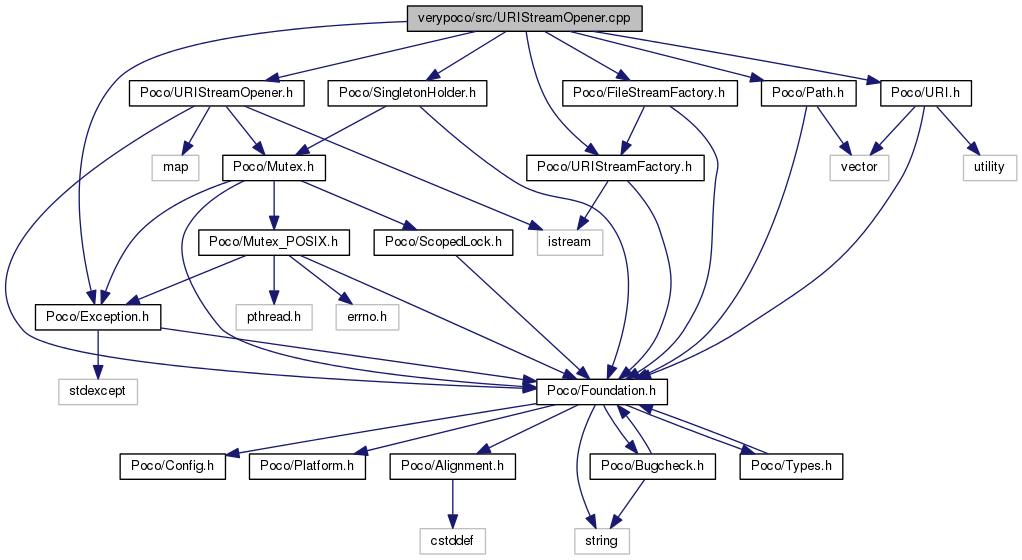 verypoco/src/URIStreamOpener.cpp
Poco/URIStreamOpener.h
Poco/SingletonHolder.h
Poco/FileStreamFactory.h
Poco/Path.h
Poco/URI.h
map
Poco/Mutex.h
Poco/URIStreamFactory.h
vector
utility
Poco/Mutex_POSIX.h
Poco/ScopedLock.h
istream
Poco/Exception.h
pthread.h
errno.h
stdexcept
Poco/Foundation.h
Poco/Config.h
Poco/Platform.h
Poco/Alignment.h
Poco/Bugcheck.h
Poco/Types.h
cstddef
string